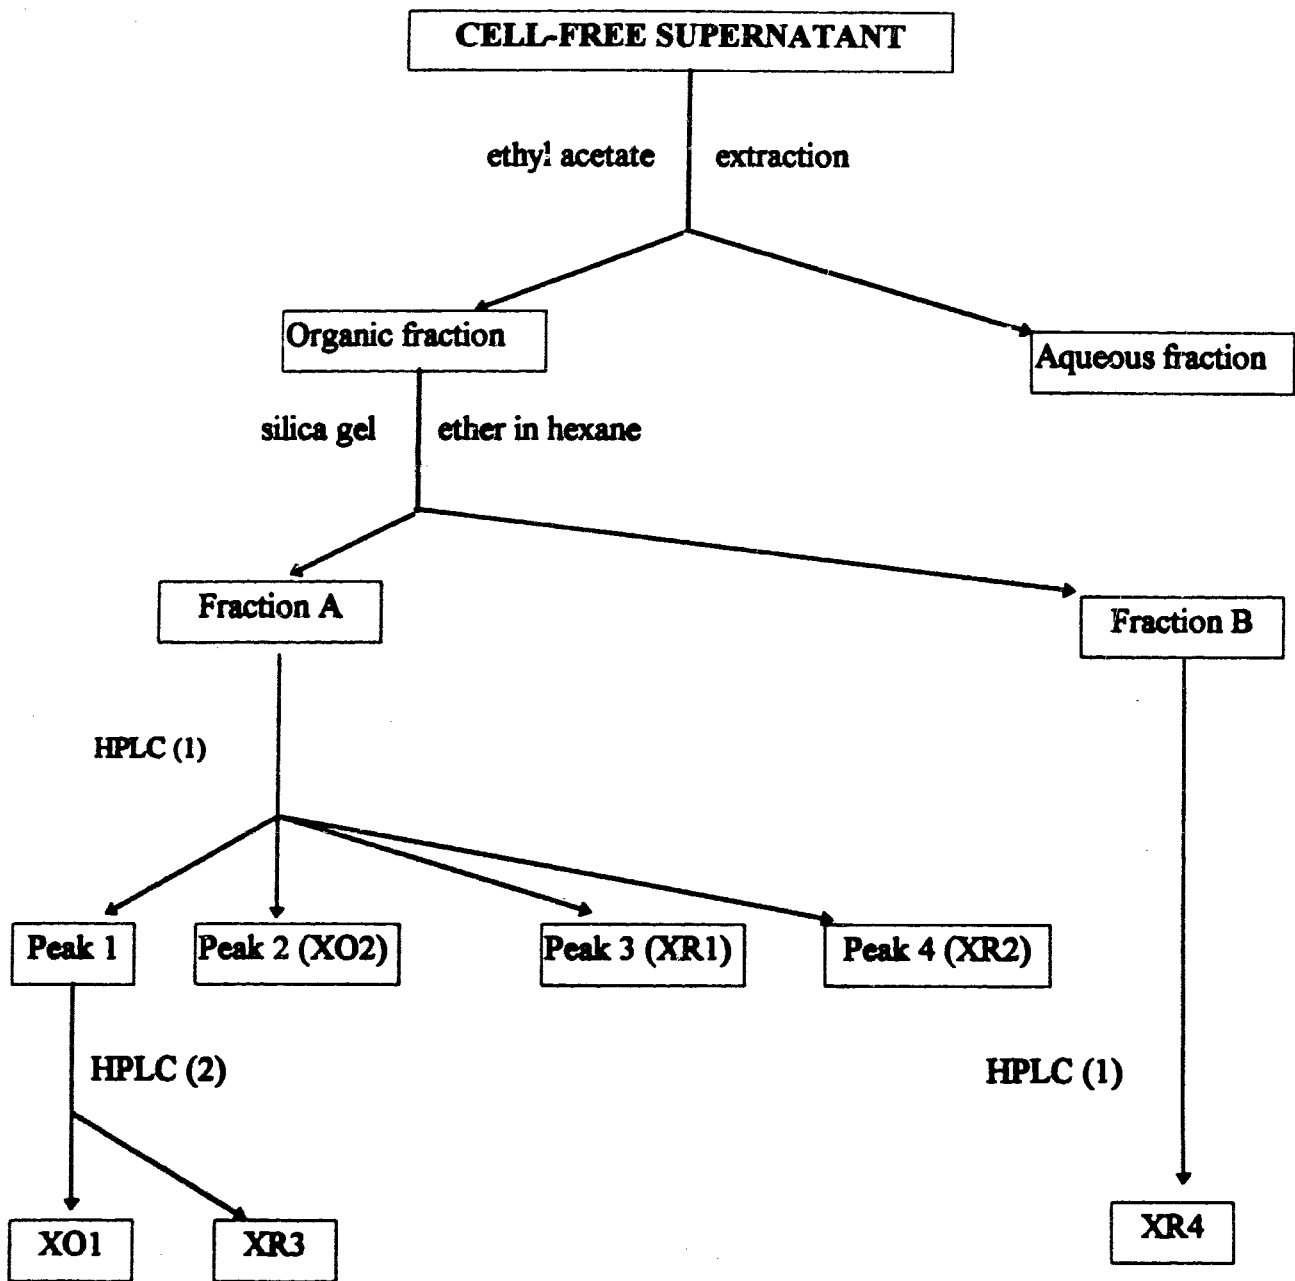 CELL-FREE SUPERNATANT
ethyl acetate extraction
Organic fraction
Aqueous fraction
silica gel ether in hexane
Fraction A
Fraction B
HPLC (1)
Peak 1
Peak 2 (XO2)
Peak 3 (XR1)
Peak 4 (XR2)
HPLC (2)
HPLC (1)
XO1
XR3
XR4